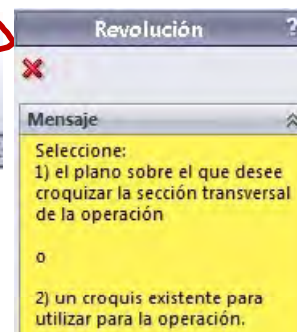 Revolución ?
Mensaje
Seleccione:
1) el plano sobre el que desee
croquizar la sección transversal
de la operación
o
2) un croquis existente para
utilizar para la operación.